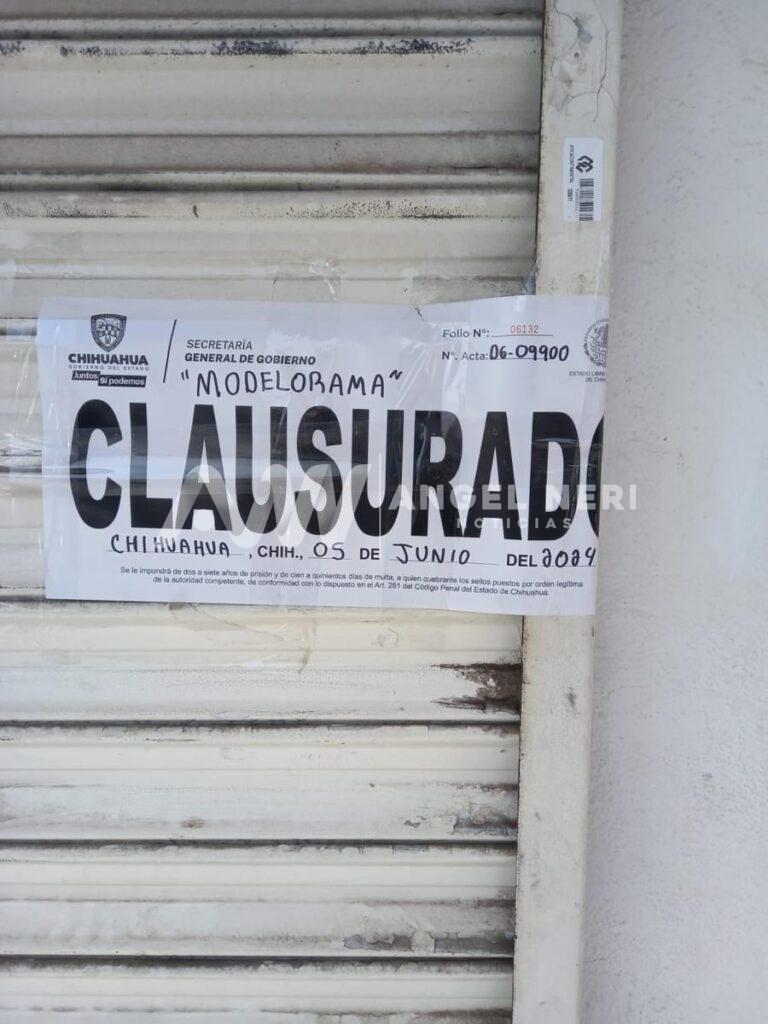 CHIHUAHUA
GOBIERNO DEL ESTADO
Juntos Sí podemos
SECRETARÍA
GENERAL DE GOBIERNO
Folio Nº: 06132
Nº. Acta: 06-09900
ESTADO LIBRE
DE CHI
"MODELORAMA"
CLAUSURADO
ANGEL NERI
NOTICIAS
CHIHUAHUA, CHIH., 05 DE JUNIO DEL 2024
Se le impondrá de dos a siete años de prisión y de cien a quinientos días de multa, a quien quebrante los sellos puestos por orden legítima
de la autoridad competente, de conformidad con lo dispuesto en el Art. 281 del Código Penal del Estado de Chihuahua.